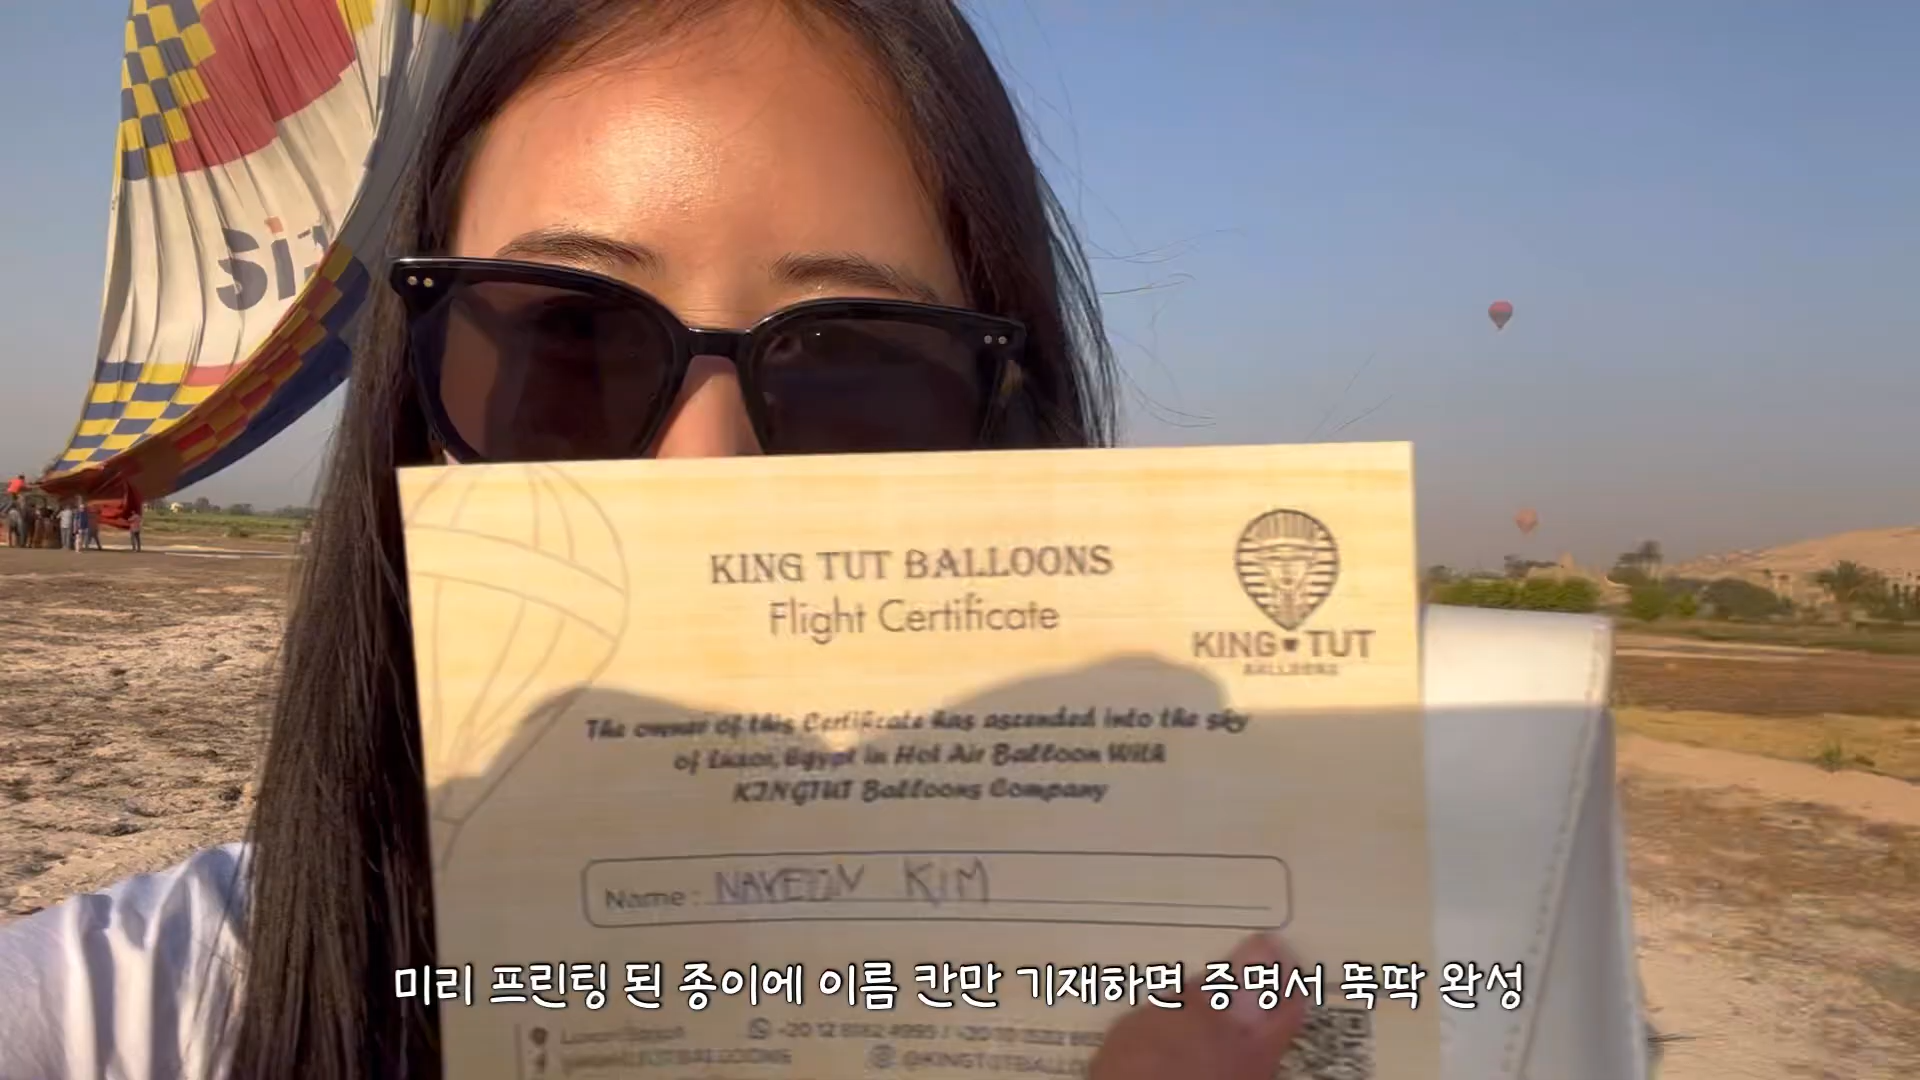 KING TUT BALLOONS
Flight Certificate
KING TUT
BALLOONS
The owner of this Certificate has ascended into the sky
of Luxor, Egypt in Hot Air Balloon With
KINGTUT Balloons Company
Name : NAYEON KIM
미리 프린팅 된 종이에 이름 칸만 기재하면 증명서 뚝딱 완성